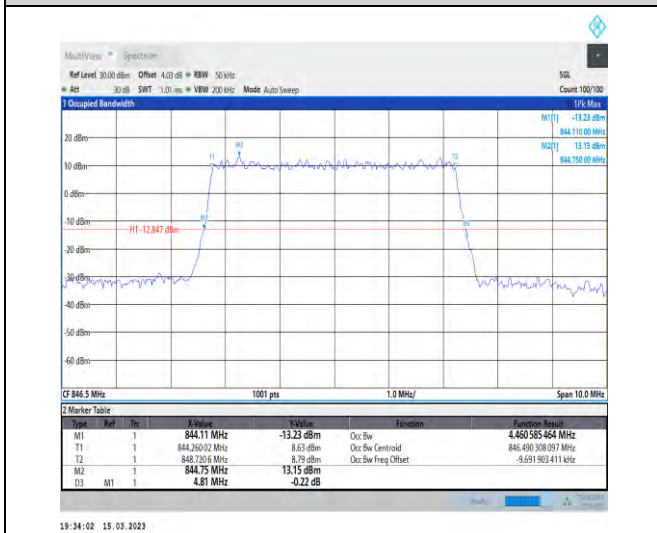 MultiView Spectrum
Ref Level 30.00 dBm Offset 4.03 dB RBW 50 kHz SGL
Att 30 dB SWT 1.01 ms VBW 200 kHz Mode Auto Sweep Count 100/100
1 Occupied Bandwidth 1Pk Max
M1[1] -13.23 dBm
844.110 00 MHz
M2[1] 13.15 dBm
844.750 00 MHz
20 dBm
M2
T1 T2
10 dBm
0 dBm
-10 dBm
M1
H1 -12.847 dBm
-20 dBm
-30 dBm
-40 dBm
-50 dBm
-60 dBm
CF 846.5 MHz 1001 pts 1.0 MHz/ Span 10.0 MHz
2 Marker Table
Type Ref Trc X-Value Y-Value Function Function Result
M1 1 844.11 MHz -13.23 dBm Occ Bw 4.460 585 464 MHz
T1 1 844.260 02 MHz 8.63 dBm Occ Bw Centroid 846.490 308 097 MHz
T2 1 848.720 6 MHz 8.79 dBm Occ Bw Freq Offset -9.691 903 411 kHz
M2 1 844.75 MHz 13.15 dBm
D3 M1 1 4.81 MHz -0.22 dB
19:34:02 15.03.2023